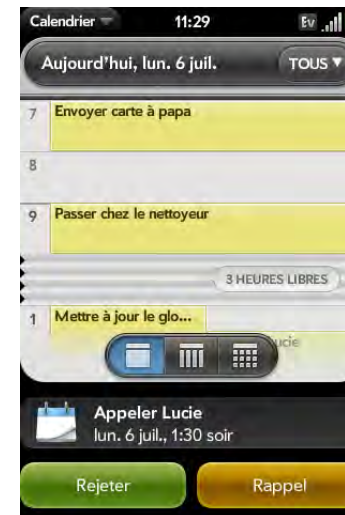 Calendrier 11:29 Ev
Aujourd'hui, lun. 6 juil. TOUS
7 Envoyer carte à papa
8
9 Passer chez le nettoyeur
3 HEURES LIBRES
1 Mettre à jour le glo...
ucie
Appeler Lucie
lun. 6 juil., 1:30 soir
Rejeter Rappel